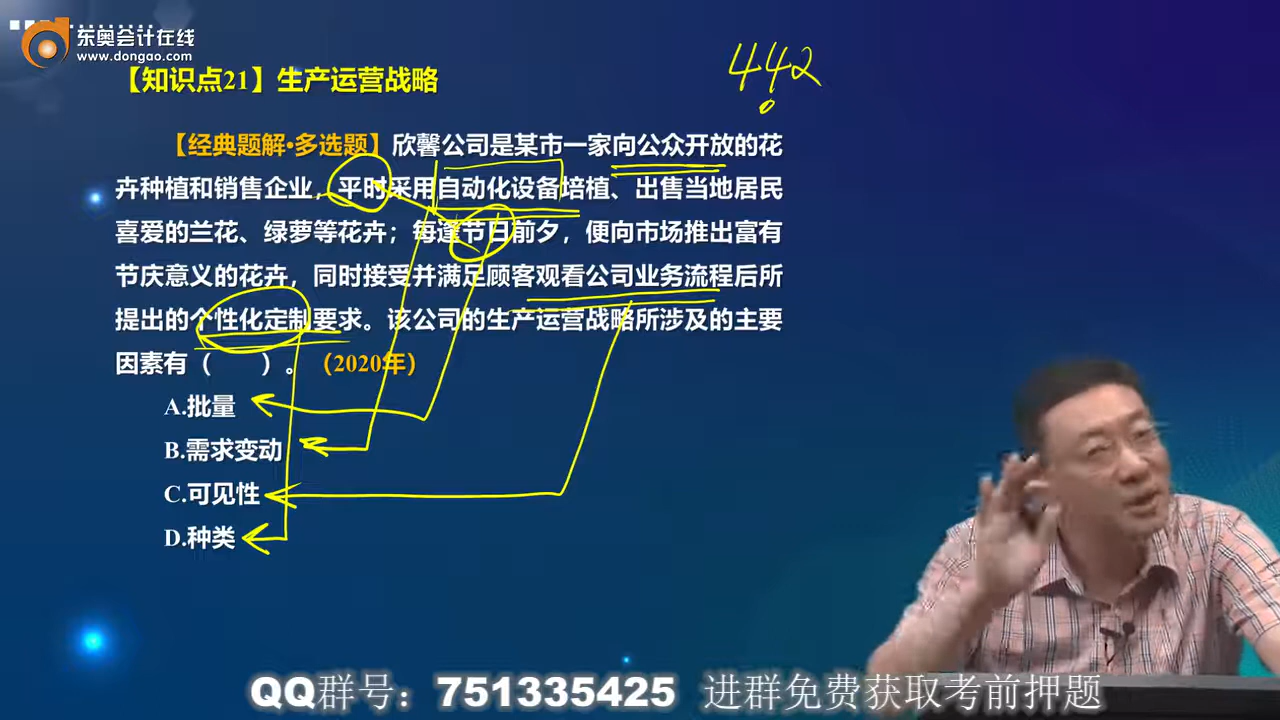 东奥会计在线
www.dongao.com
【知识点21】生产运营战略
442
【经典题解·多选题】欣馨公司是某市一家向公众开放的花
卉种植和销售企业，平时采用自动化设备培植、出售当地居民
喜爱的兰花、绿萝等花卉；每逢节日前夕，便向市场推出富有
节庆意义的花卉，同时接受并满足顾客观看公司业务流程后所
提出的个性化定制要求。该公司的生产运营战略所涉及的主要
因素有（　　）。（2020年）
A.批量
B.需求变动
C.可见性
D.种类
QQ群号：751335425 进群免费获取考前押题